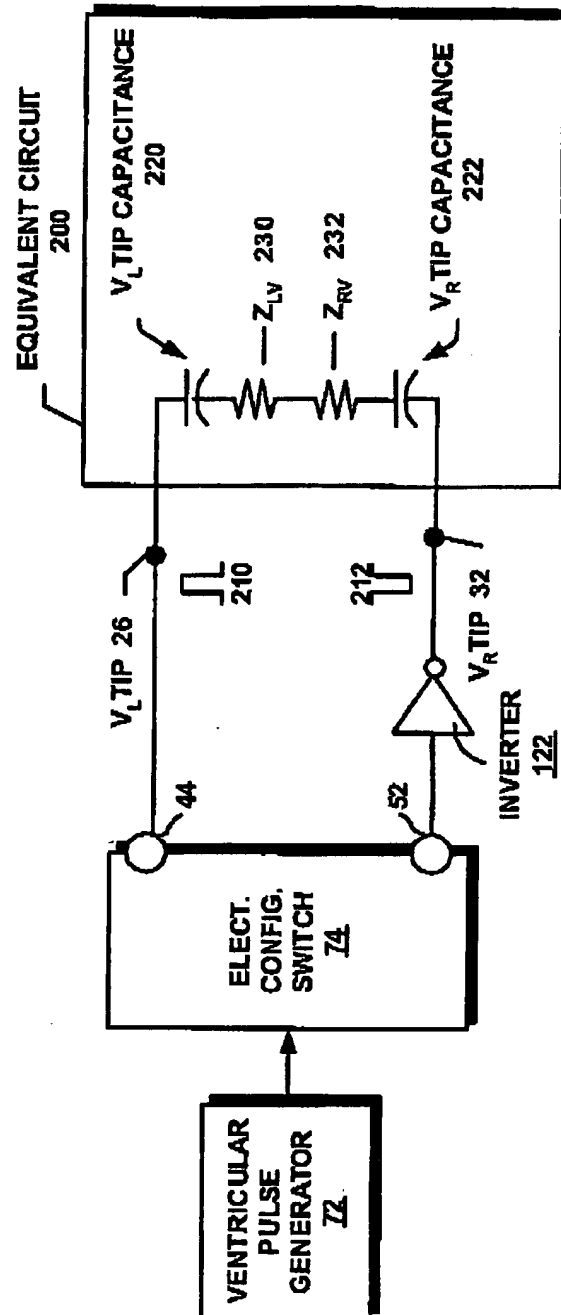 VENTRICULAR
PULSE
GENERATOR
72
ELECT.
CONFIG.
SWITCH
74
44
52
VL TIP 26
210
212
INVERTER
122
VR TIP 32
EQUIVALENT CIRCUIT
200
VL TIP CAPACITANCE
220
ZLV 230
ZRV 232
VR TIP CAPACITANCE
222